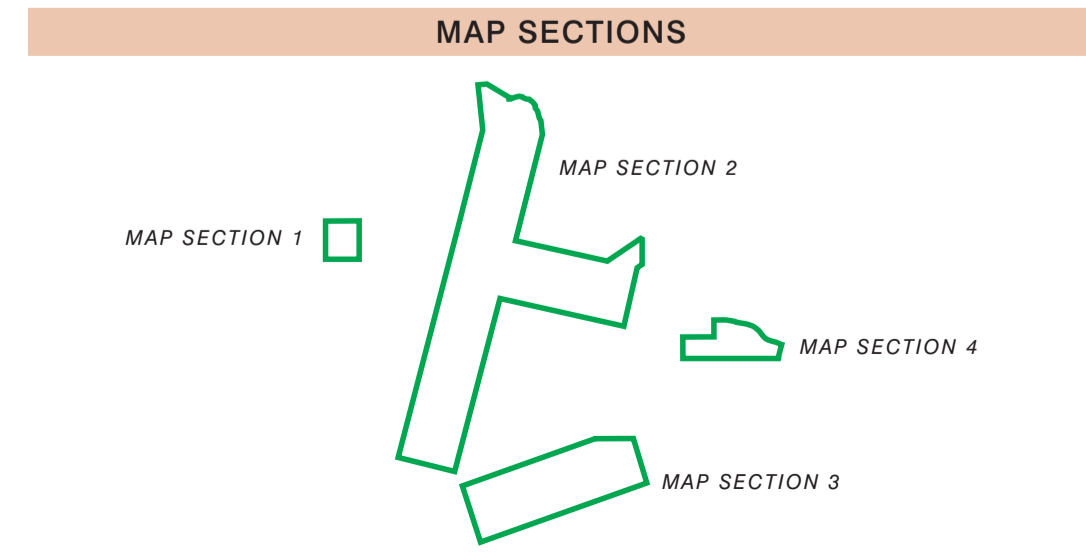 MAP SECTIONS
MAP SECTION 2
MAP SECTION 1
MAP SECTION 4
MAP SECTION 3